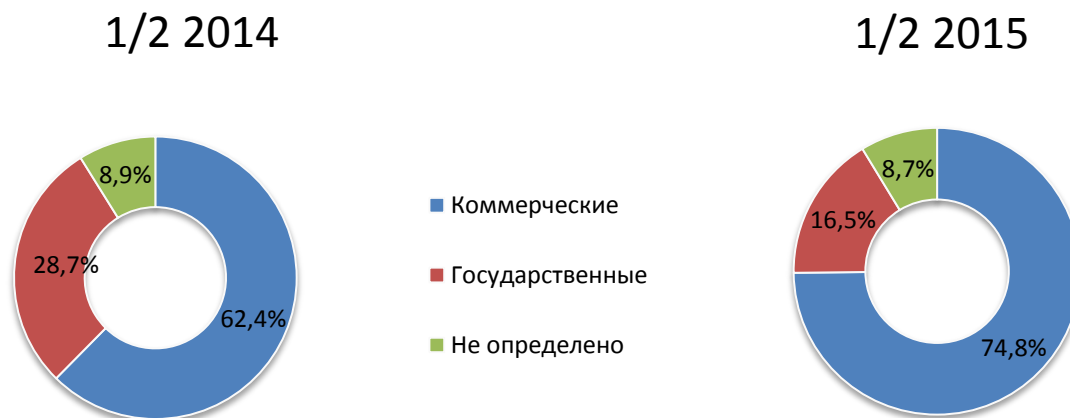 1/2 2014
1/2 2015
8,9%
28,7%
62,4%
Коммерческие
Государственные
Не определено
8,7%
16,5%
74,8%